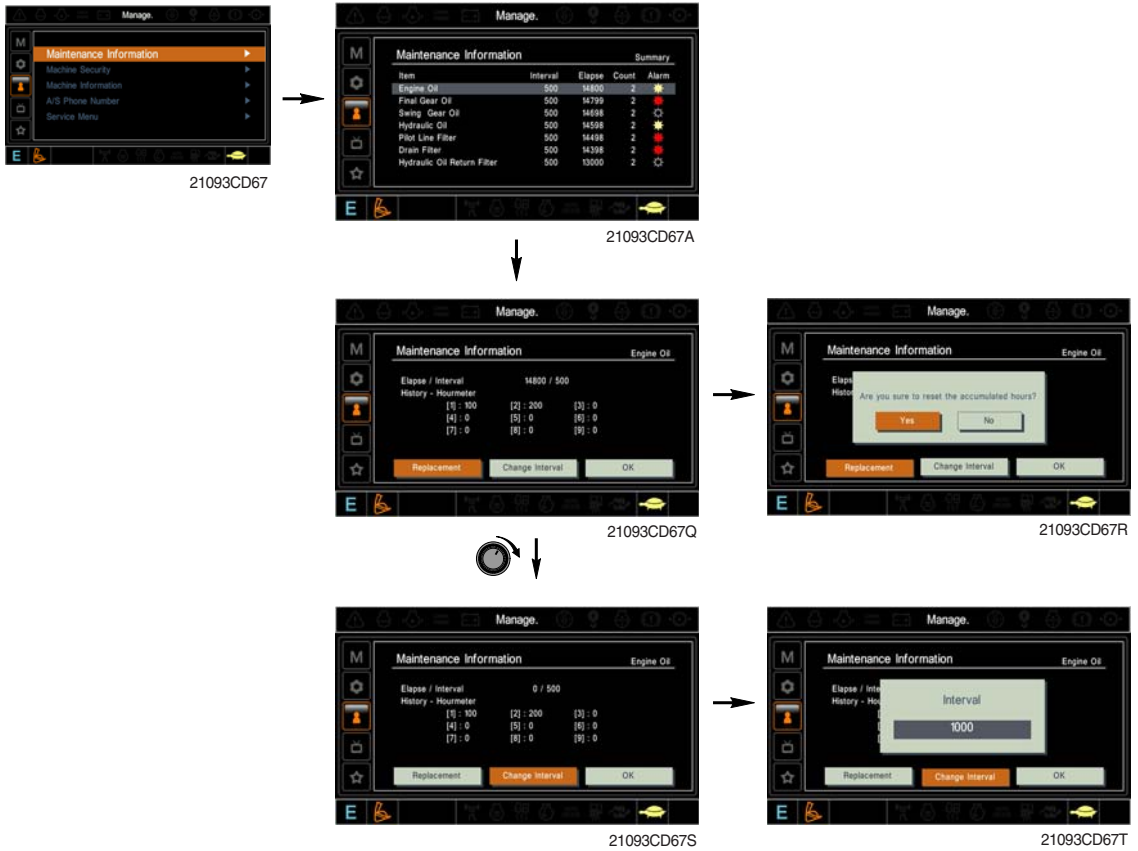 Manage.
M
Maintenance Information
Machine Security
Machine Information
A/S Phone Number
Service Menu
E
21093CD67
Manage.
M
Maintenance Information Summary
Item Interval Elapse Count Alarm
Engine Oil 500 14800 2
Final Gear Oil 500 14799 2
Swing Gear Oil 500 14698 2
Hydraulic Oil 500 14598 2
Pilot Line Filter 500 14498 2
Drain Filter 500 14398 2
Hydraulic Oil Return Filter 500 13000 2
E
21093CD67A
Manage.
M
Maintenance Information Engine Oil
Elapse / Interval 14800 / 500
History - Hourmeter
[1] : 100 [2] : 200 [3] : 0
[4] : 0 [5] : 0 [6] : 0
[7] : 0 [8] : 0 [9] : 0
Replacement Change Interval OK
E
21093CD67Q
Manage.
M
Maintenance Information Engine Oil
Elaps
Histor
Are you sure to reset the accumulated hours?
Yes No
Replacement Change Interval OK
E
21093CD67R
Manage.
M
Maintenance Information Engine Oil
Elapse / Interval 0 / 500
History - Hourmeter
[1] : 100 [2] : 200 [3] : 0
[4] : 0 [5] : 0 [6] : 0
[7] : 0 [8] : 0 [9] : 0
Replacement Change Interval OK
E
21093CD67S
Manage.
M
Maintenance Information Engine Oil
Elapse / Inte
History - Hou
Interval
1000
Replacement Change Interval OK
E
21093CD67T